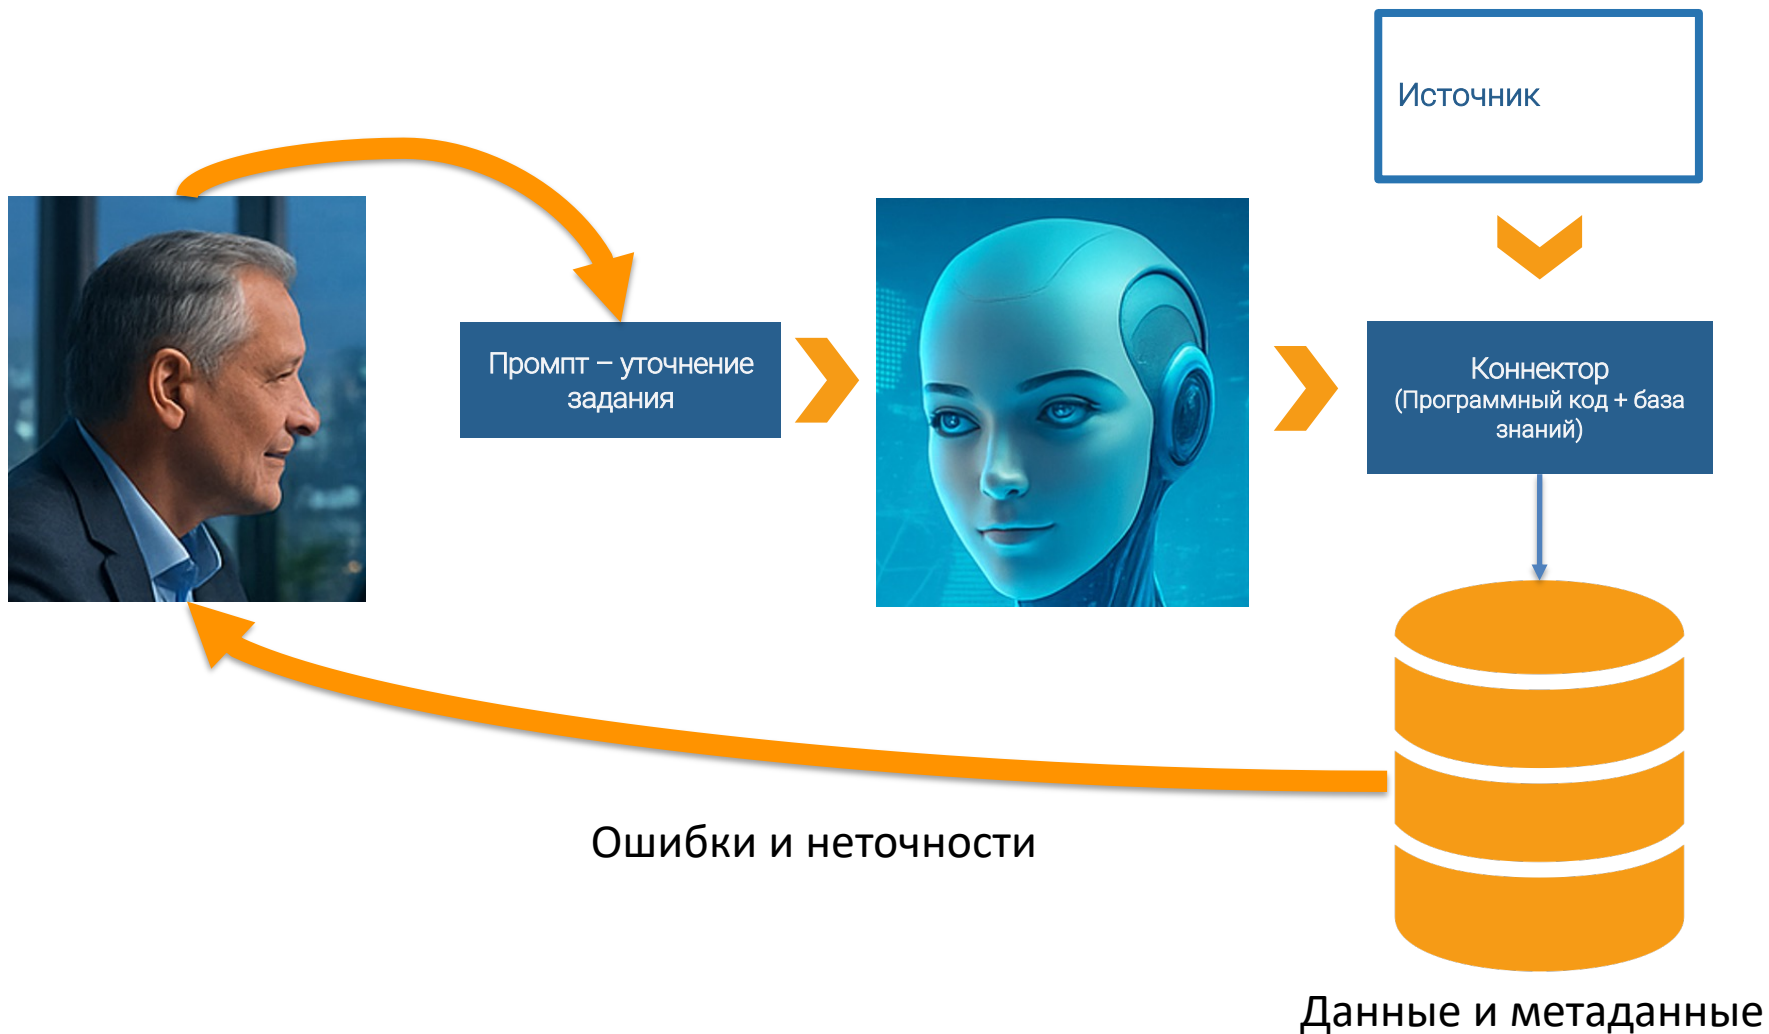 Источник
Промпт – уточнение
задания
Коннектор
(Программный код + база
знаний)
Ошибки и неточности
Данные и метаданные